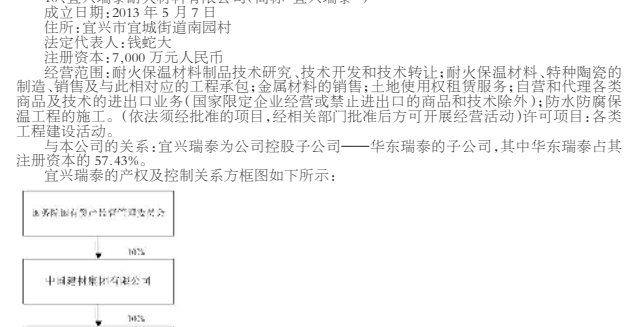 成立日期:2013 年 5 月 7 日
住所:宜兴市宜城街道南园村
法定代表人:钱蛇大
注册资本:7,000 万元人民币
经营范围:耐火保温材料制品技术研究、技术开发和技术转让;耐火保温材料、特种陶瓷的
制造、销售及与此相对应的工程承包;金属材料的销售;土地使用权租赁服务;自营和代理各类
商品及技术的进出口业务(国家限定企业经营或禁止进出口的商品和技术除外);防水防腐保
温工程的施工。(依法须经批准的项目,经相关部门批准后方可开展经营活动)许可项目:各类
工程建设活动。
与本公司的关系:宜兴瑞泰为公司控股子公司——华东瑞泰的子公司,其中华东瑞泰占其
注册资本的 57.43%。
宜兴瑞泰的产权及控制关系方框图如下所示:
国务院国有资产监督管理委员会
中国建材集团有限公司